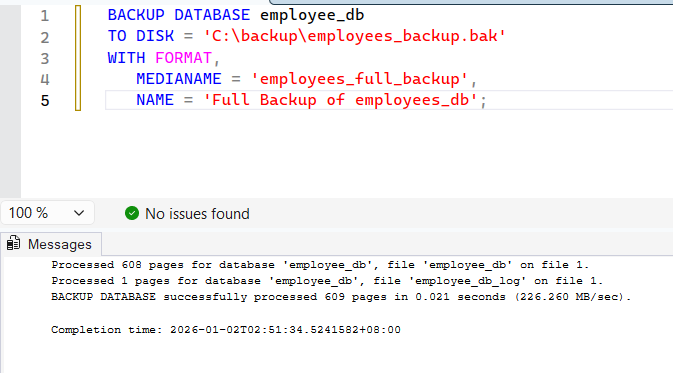 1 BACKUP DATABASE employee_db
2 TO DISK = 'C:\backup\employees_backup.bak'
3 WITH FORMAT,
4 MEDIANAME = 'employees_full_backup',
5 NAME = 'Full Backup of employees_db';
100 % No issues found
Messages
Processed 608 pages for database 'employee_db', file 'employee_db' on file 1.
Processed 1 pages for database 'employee_db', file 'employee_db_log' on file 1.
BACKUP DATABASE successfully processed 609 pages in 0.021 seconds (226.260 MB/sec).
Completion time: 2026-01-02T02:51:34.5241582+08:00